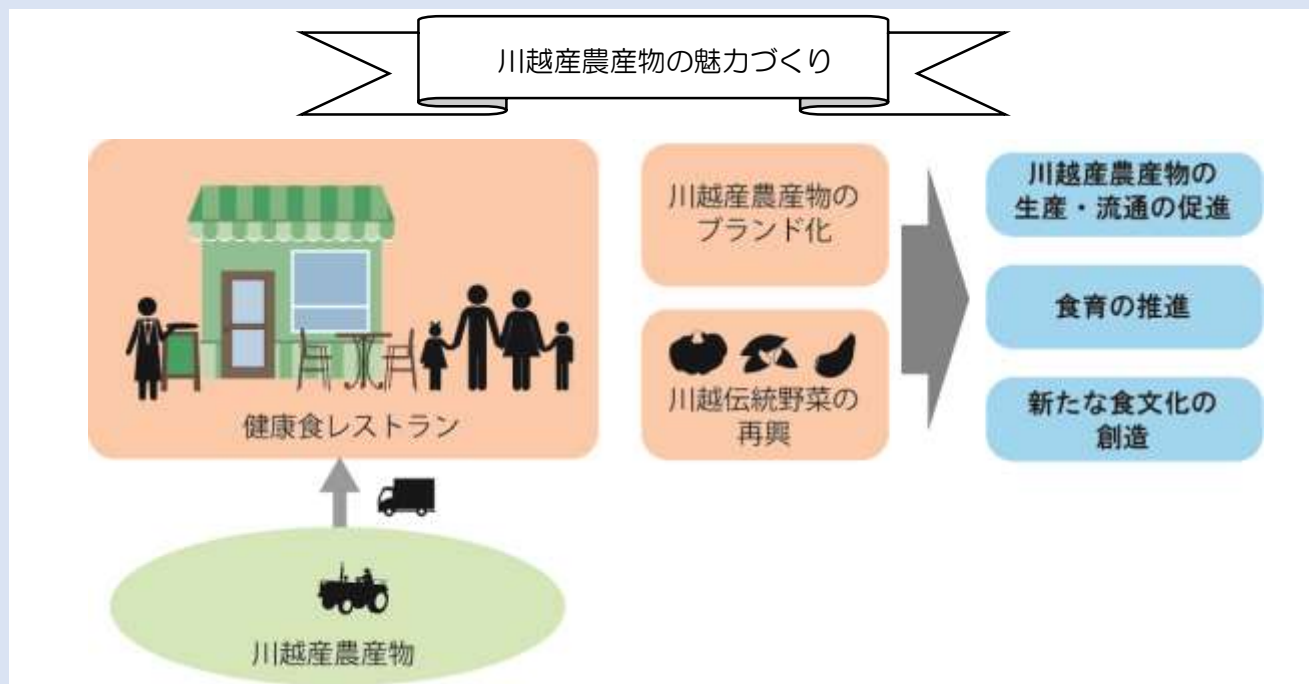 川越産農産物の魅力づくり
健康食レストラン
川越産農産物
川越産農産物の
ブランド化
川越伝統野菜の
再興
川越産農産物の
生産・流通の促進
食育の推進
新たな食文化の
創造